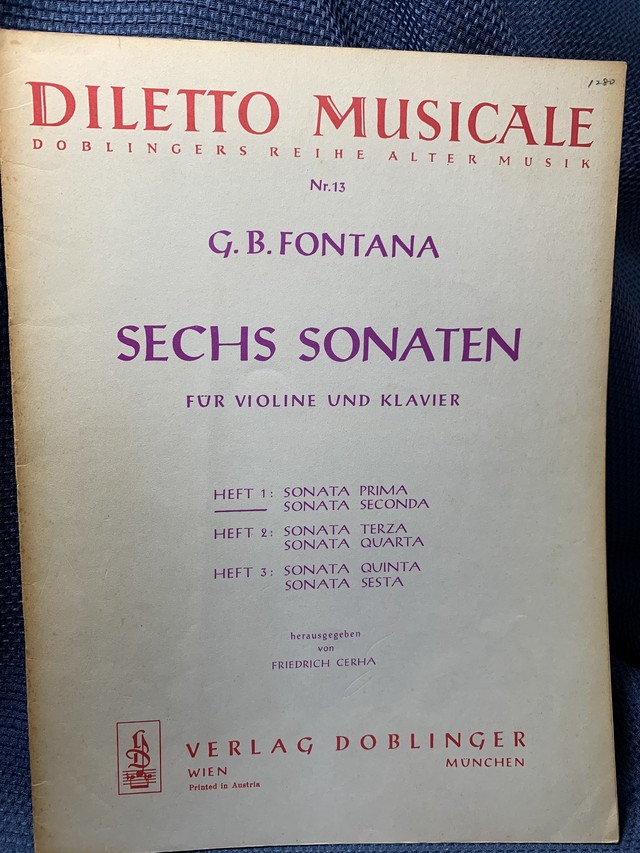 1280
DILETTO MUSICALE
DOBLINGERS REIHE ALTER MUSIK
Nr.13
G. B. FONTANA
SECHS SONATEN
FÜR VIOLINE UND KLAVIER
HEFT 1: SONATA PRIMA
SONATA SECONDA
HEFT 2: SONATA TERZA
SONATA QUARTA
HEFT 3: SONATA QUINTA
SONATA SESTA
herausgegeben
von
FRIEDRICH CERHA
VERLAG DOBLINGER
WIEN MÜNCHEN
Printed in Austria